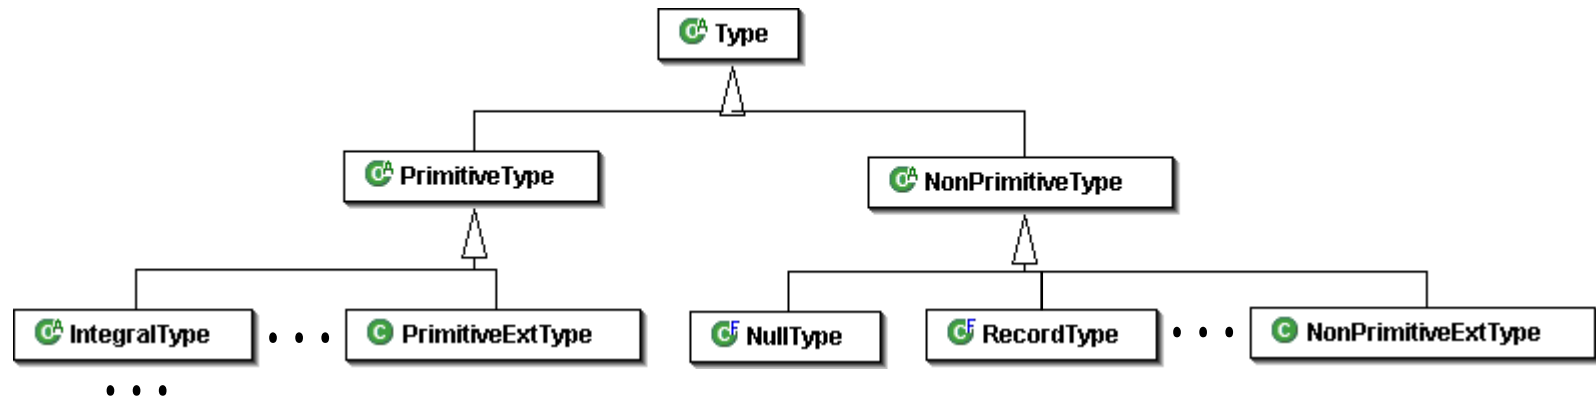 Type
PrimitiveType
NonPrimitiveType
IntegralType
• • •
PrimitiveExtType
NullType
RecordType
• • •
NonPrimitiveExtType
• • •